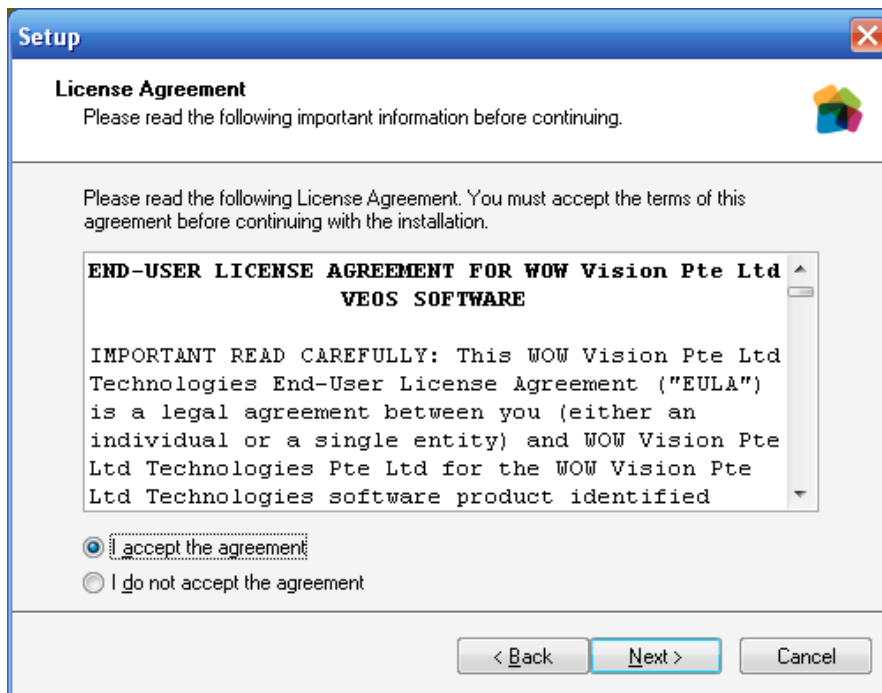 Setup
License Agreement
Please read the following important information before continuing.
Please read the following License Agreement. You must accept the terms of this
agreement before continuing with the installation.
END-USER LICENSE AGREEMENT FOR WOW Vision Pte Ltd
VEOS SOFTWARE
IMPORTANT READ CAREFULLY: This WOW Vision Pte Ltd
Technologies End-User License Agreement ("EULA")
is a legal agreement between you (either an
individual or a single entity) and WOW Vision Pte
Ltd Technologies Pte Ltd for the WOW Vision Pte
Ltd Technologies software product identified
I accept the agreement
I do not accept the agreement
< Back Next > Cancel